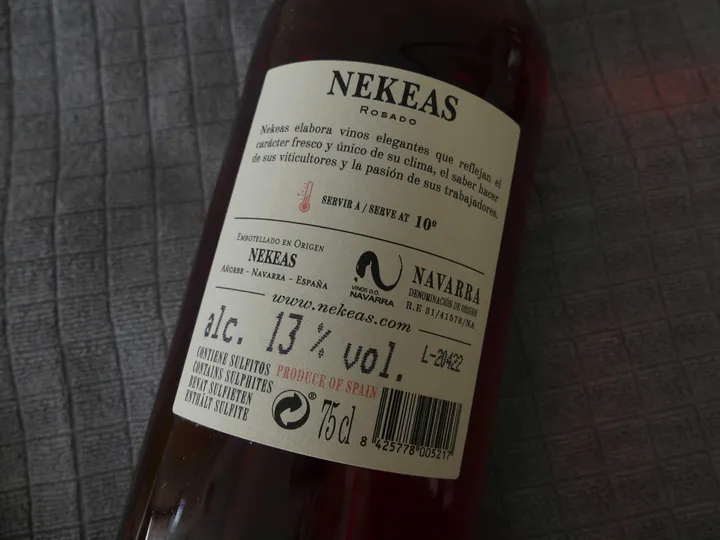 NEKEAS
ROSADO
Nekeas elabora vinos elegantes que reflejan el
carácter fresco y único de su clima, el saber hacer
de sus viticultores y la pasión de sus trabajadores.
SERVIR A / SERVE AT 10º
EMBOTELLADO EN ORIGEN
NEKEAS
AÑORBE - NAVARRA - ESPAÑA
VINOS D.O.
NAVARRA
NAVARRA
DENOMINACIÓN DE ORIGEN
R.E 31/41578/NA
www.nekeas.com
alc. 13 % vol.
L-20422
CONTIENE SULFITOS
CONTAINS SULPHITES
BEVAT SULFIETEN
ENTHÄLT SULFITE
PRODUCE OF SPAIN
®
75 cl
8 425778 005217